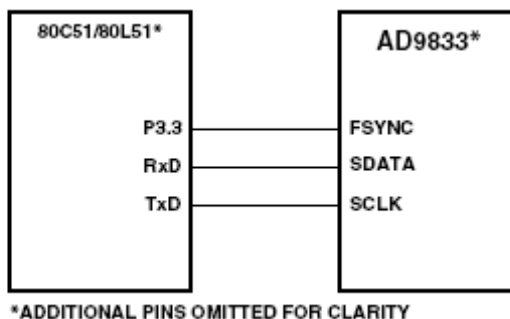 80C51/80L51*
AD9833*
P3.3
FSYNC
RxD
SDATA
TxD
SCLK
*ADDITIONAL PINS OMITTED FOR CLARITY